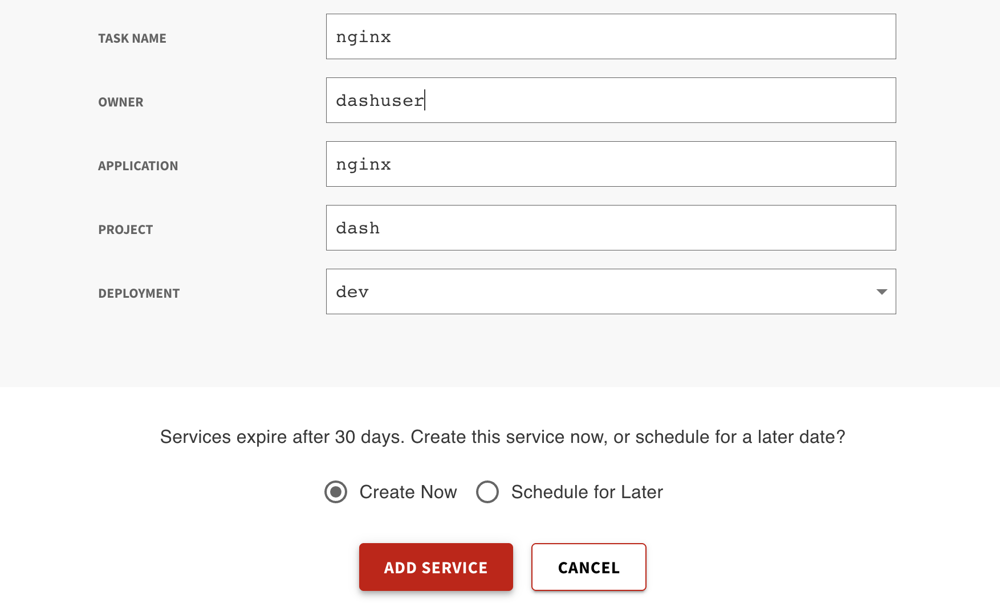 TASK NAME nginx
OWNER dashuser
APPLICATION nginx
PROJECT dash
DEPLOYMENT dev
Services expire after 30 days. Create this service now, or schedule for a later date?
Create Now Schedule for Later
ADD SERVICE CANCEL